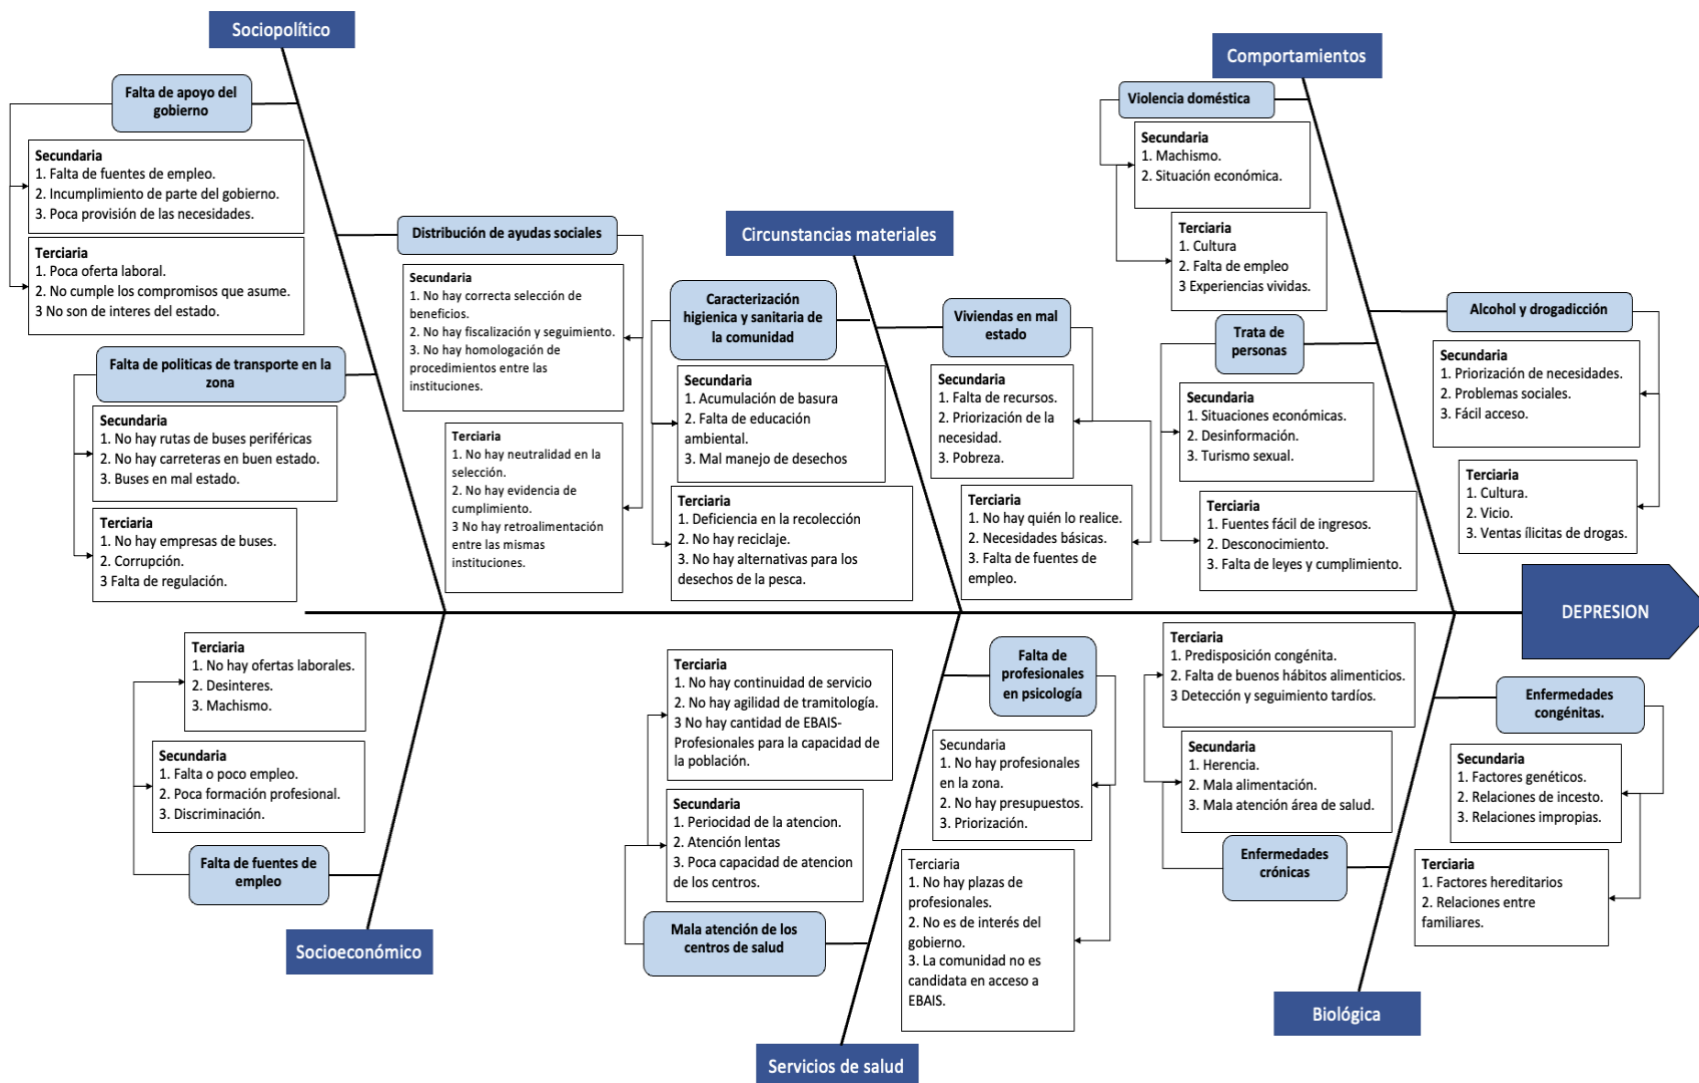 Sociopolítico
Falta de apoyo del
gobierno
Secundaria
1. Falta de fuentes de empleo.
2. Incumplimiento de parte del gobierno.
3. Poca provisión de las necesidades.
Terciaria
1. Poca oferta laboral.
2. No cumple los compromisos que asume.
3 No son de interes del estado.
Falta de politicas de transporte en la
zona
Secundaria
1. No hay rutas de buses periféricas
2. No hay carreteras en buen estado.
3. Buses en mal estado.
Terciaria
1. No hay empresas de buses.
2. Corrupción.
3 Falta de regulación.
Distribución de ayudas sociales
Secundaria
1. No hay correcta selección de
beneficios.
2. No hay fiscalización y seguimiento.
3. No hay homologación de
procedimientos entre las
instituciones.
Terciaria
1. No hay neutralidad en la
selección.
2. No hay evidencia de
cumplimiento.
3 No hay retroalimentación
entre las mismas
instituciones.
Circunstancias materiales
Caracterización
higienica y sanitaria de
la comunidad
Secundaria
1. Acumulación de basura
2. Falta de educación
ambiental.
3. Mal manejo de desechos
Terciaria
1. Deficiencia en la recolección
2. No hay reciclaje.
3. No hay alternativas para los
desechos de la pesca.
Viviendas en mal
estado
Secundaria
1. Falta de recursos.
2. Priorización de la
necesidad.
3. Pobreza.
Terciaria
1. No hay quién lo realice.
2. Necesidades básicas.
3. Falta de fuentes de
empleo.
Comportamientos
Violencia doméstica
Secundaria
1. Machismo.
2. Situación económica.
Terciaria
1. Cultura
2. Falta de empleo
3 Experiencias vividas.
Trata de
personas
Secundaria
1. Situaciones económicas.
2. Desinformación.
3. Turismo sexual.
Terciaria
1. Fuentes fácil de ingresos.
2. Desconocimiento.
3. Falta de leyes y cumplimiento.
Alcohol y drogadicción
Secundaria
1. Priorización de necesidades.
2. Problemas sociales.
3. Fácil acceso.
Terciaria
1. Cultura.
2. Vicio.
3. Ventas ílicitas de drogas.
DEPRESION
Terciaria
1. No hay ofertas laborales.
2. Desinteres.
3. Machismo.
Secundaria
1. Falta o poco empleo.
2. Poca formación profesional.
3. Discriminación.
Falta de fuentes de
empleo
Socioeconómico
Terciaria
1. No hay continuidad de servicio
2. No hay agilidad de tramitología.
3 No hay cantidad de EBAIS-
Profesionales para la capacidad de
la población.
Secundaria
1. Periocidad de la atencion.
2. Atención lentas
3. Poca capacidad de atencion
de los centros.
Mala atención de los
centros de salud
Falta de
profesionales
en psicología
Secundaria
1. No hay profesionales
en la zona.
2. No hay presupuestos.
3. Priorización.
Terciaria
1. No hay plazas de
profesionales.
2. No es de interés del
gobierno.
3. La comunidad no es
candidata en acceso a
EBAIS.
Servicios de salud
Terciaria
1. Predisposición congénita.
2. Falta de buenos hábitos alimenticios.
3 Detección y seguimiento tardíos.
Secundaria
1. Herencia.
2. Mala alimentación.
3. Mala atención área de salud.
Enfermedades
crónicas
Enfermedades
congénitas.
Secundaria
1. Factores genéticos.
2. Relaciones de incesto.
3. Relaciones impropias.
Terciaria
1. Factores hereditarios
2. Relaciones entre
familiares.
Biológica